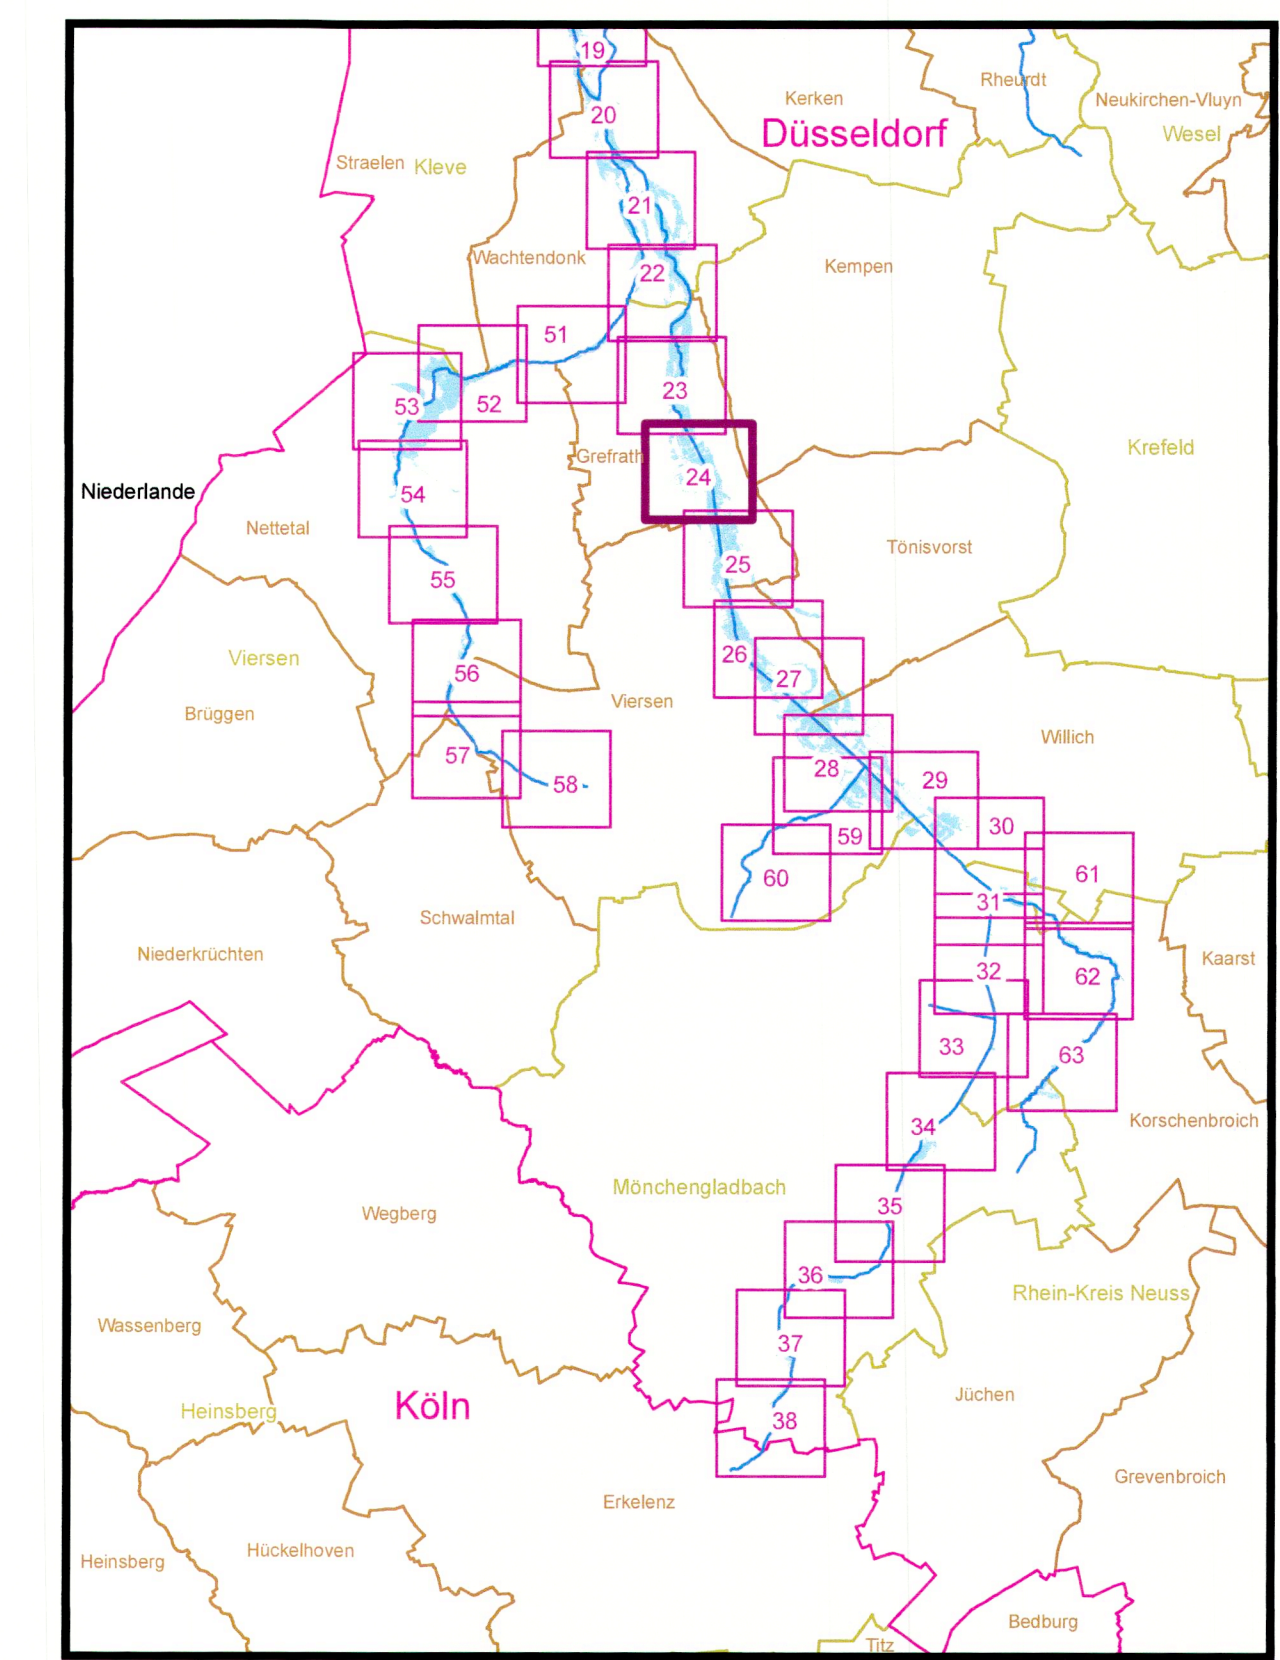 19
Rheurdt
Kerken
Neukirchen-Vluyn
20
Düsseldorf
Wesel
Straelen
Kleve
21
Wachtendonk
22
Kempen
51
23
53
52
Krefeld
Grefrath
24
Niederlande
54
Nettetal
Tönisvorst
25
55
26
Viersen
56
27
Viersen
Brüggen
Willich
57
28
29
58
30
59
61
60
31
Schwalmtal
Niederkrüchten
Kaarst
32
62
33
63
Korschenbroich
34
Mönchengladbach
35
Wegberg
36
Rhein-Kreis Neuss
Wassenberg
37
Jüchen
Köln
Heinsberg
38
Grevenbroich
Erkelenz
Hückelhoven
Heinsberg
Bedburg
Titz